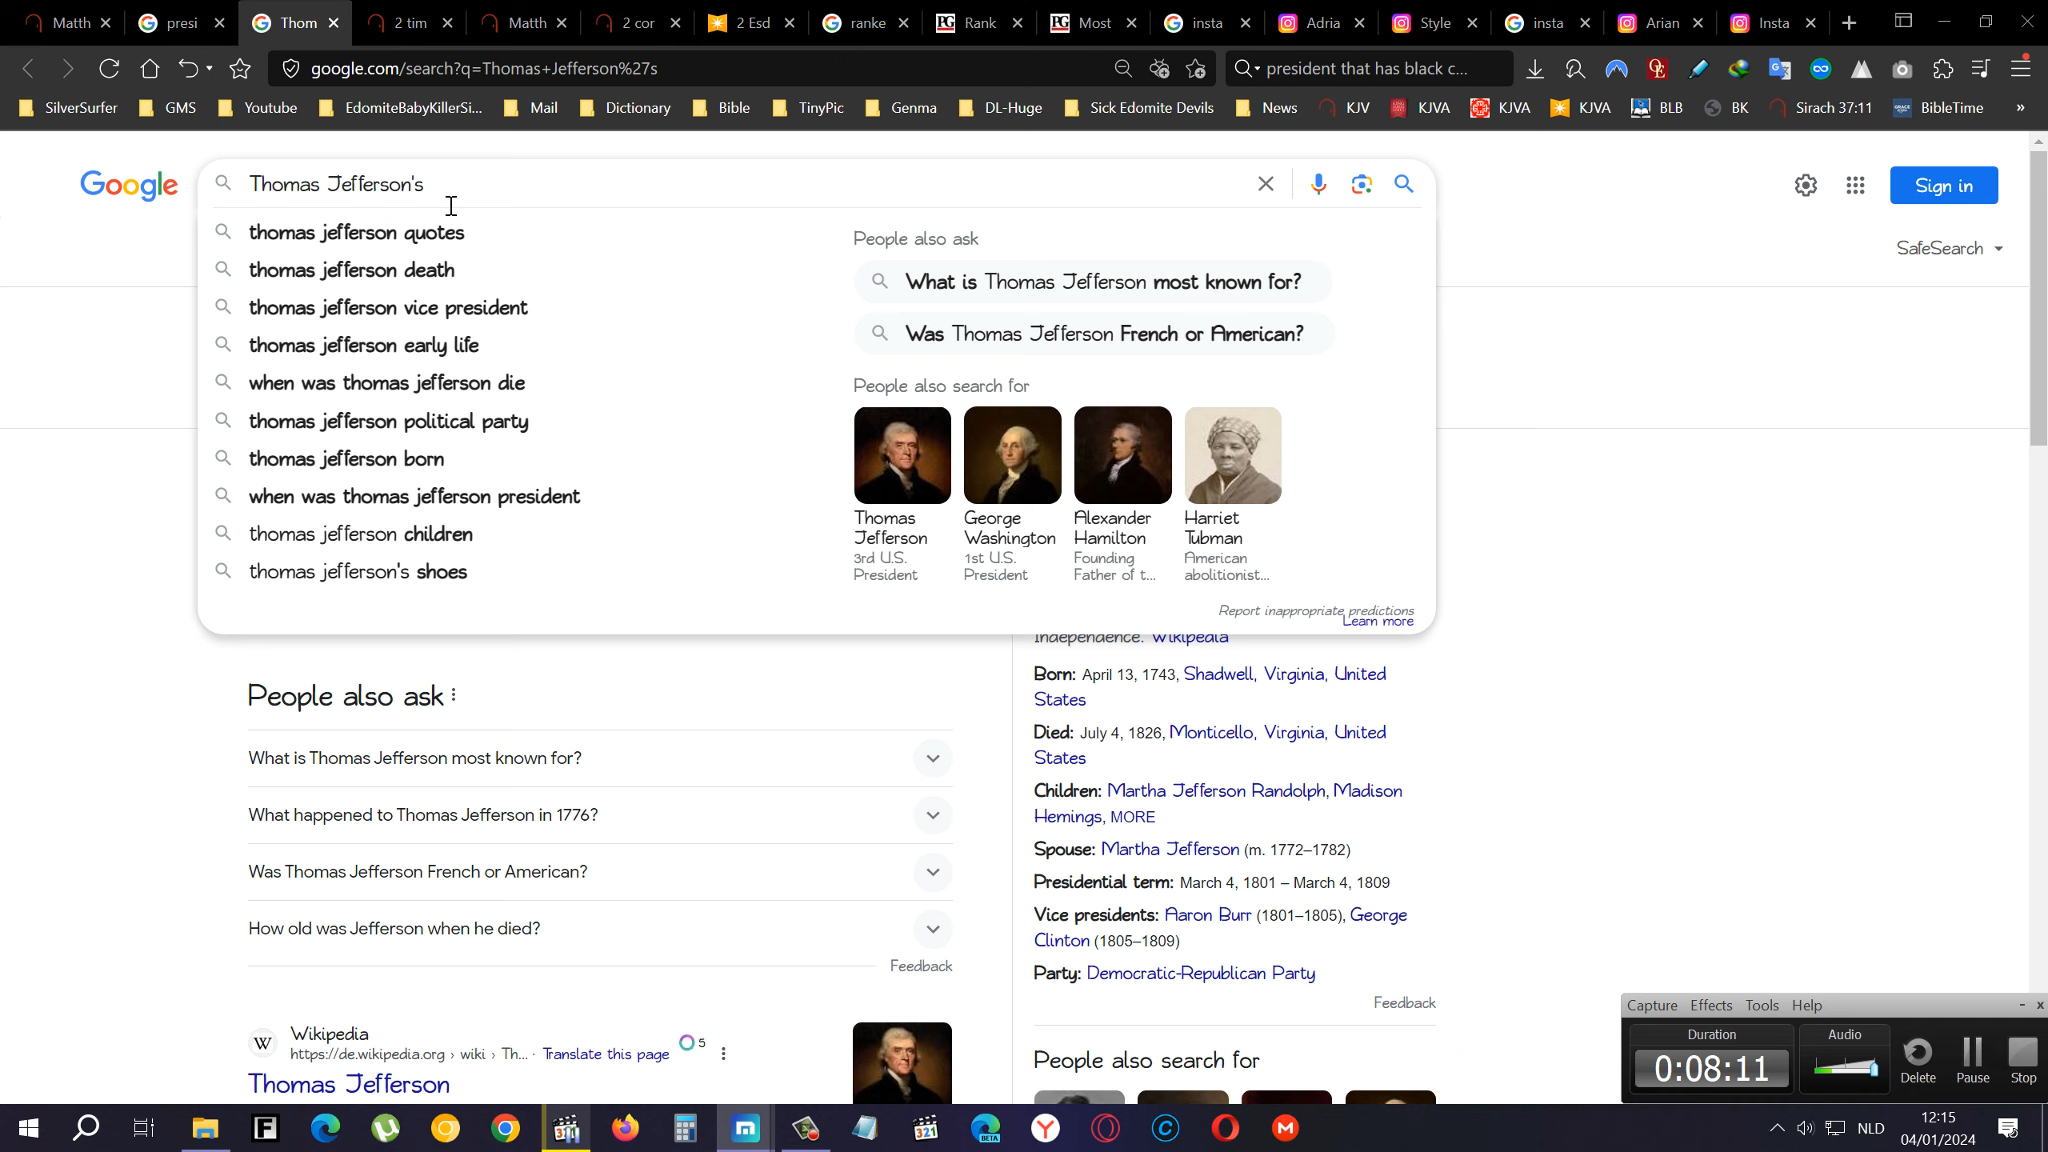 Matth
presi
Thom
2 tim
Matth
2 cor
2 Esd
ranke
Rank
Most
insta
Adria
Style
insta
Arian
Insta
google.com/search?q=Thomas+Jefferson%27s
president that has black c...
SilverSurfer
GMS
Youtube
EdomiteBabyKillerSi...
Mail
Dictionary
Bible
TinyPic
Genma
DL-Huge
Sick Edomite Devils
News
KJV
KJVA
KJVA
KJVA
BLB
BK
Sirach 37:11
BibleTime
»
Google
Thomas Jefferson's
Sign in
SafeSearch
thomas jefferson quotes
thomas jefferson death
thomas jefferson vice president
thomas jefferson early life
when was thomas jefferson die
thomas jefferson political party
thomas jefferson born
when was thomas jefferson president
thomas jefferson children
thomas jefferson's shoes
People also ask
What is Thomas Jefferson most known for?
Was Thomas Jefferson French or American?
People also search for
Thomas Jefferson
3rd U.S. President
George Washington
1st U.S. President
Alexander Hamilton
Founding Father of t...
Harriet Tubman
American abolitionist...
Report inappropriate predictions
Learn more
Independence. Wikipedia
Born: April 13, 1743, Shadwell, Virginia, United
States
Died: July 4, 1826, Monticello, Virginia, United
States
Children: Martha Jefferson Randolph, Madison
Hemings, MORE
Spouse: Martha Jefferson (m. 1772–1782)
Presidential term: March 4, 1801 – March 4, 1809
Vice presidents: Aaron Burr (1801–1805), George
Clinton (1805–1809)
Party: Democratic-Republican Party
Feedback
People also search for
People also ask
What is Thomas Jefferson most known for?
What happened to Thomas Jefferson in 1776?
Was Thomas Jefferson French or American?
How old was Jefferson when he died?
Feedback
W
Wikipedia
https://de.wikipedia.org › wiki › Th... · Translate this page
5
Thomas Jefferson
Capture Effects Tools Help
Duration
0:08:11
Audio
Delete
Pause
Stop
NLD
12:15
04/01/2024